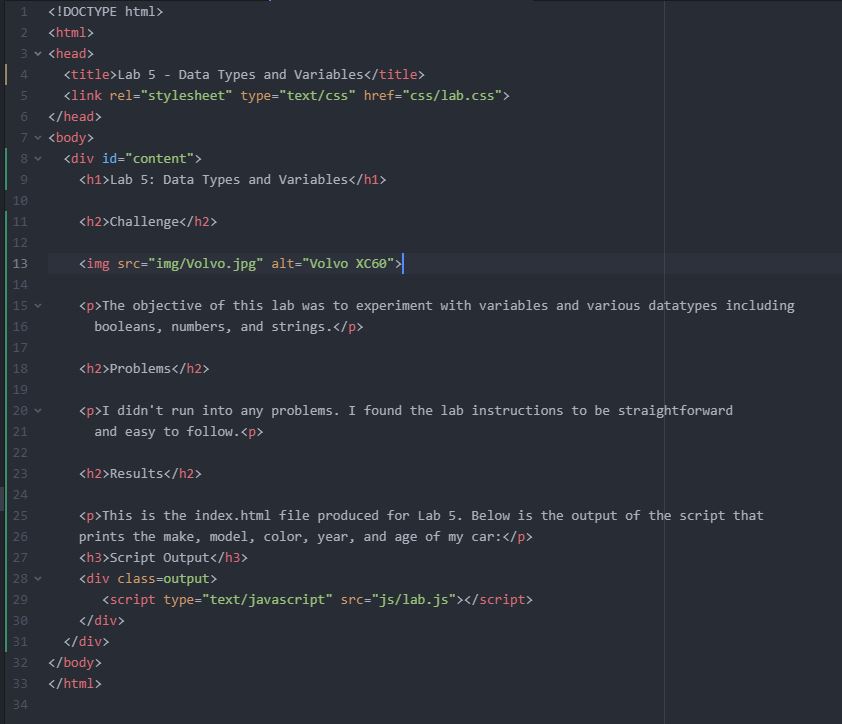 1 <!DOCTYPE html>
2 <html>
3 <head>
4 <title>Lab 5 - Data Types and Variables</title>
5 <link rel="stylesheet" type="text/css" href="css/lab.css">
6 </head>
7 <body>
8 <div id="content">
9 <h1>Lab 5: Data Types and Variables</h1>
10
11 <h2>Challenge</h2>
12
13 <img src="img/Volvo.jpg" alt="Volvo XC60">
14
15 <p>The objective of this lab was to experiment with variables and various datatypes including
16 booleans, numbers, and strings.</p>
17
18 <h2>Problems</h2>
19
20 <p>I didn't run into any problems. I found the lab instructions to be straightforward
21 and easy to follow.<p>
22
23 <h2>Results</h2>
24
25 <p>This is the index.html file produced for Lab 5. Below is the output of the script that
26 prints the make, model, color, year, and age of my car:</p>
27 <h3>Script Output</h3>
28 <div class=output>
29 <script type="text/javascript" src="js/lab.js"></script>
30 </div>
31 </div>
32 </body>
33 </html>
34